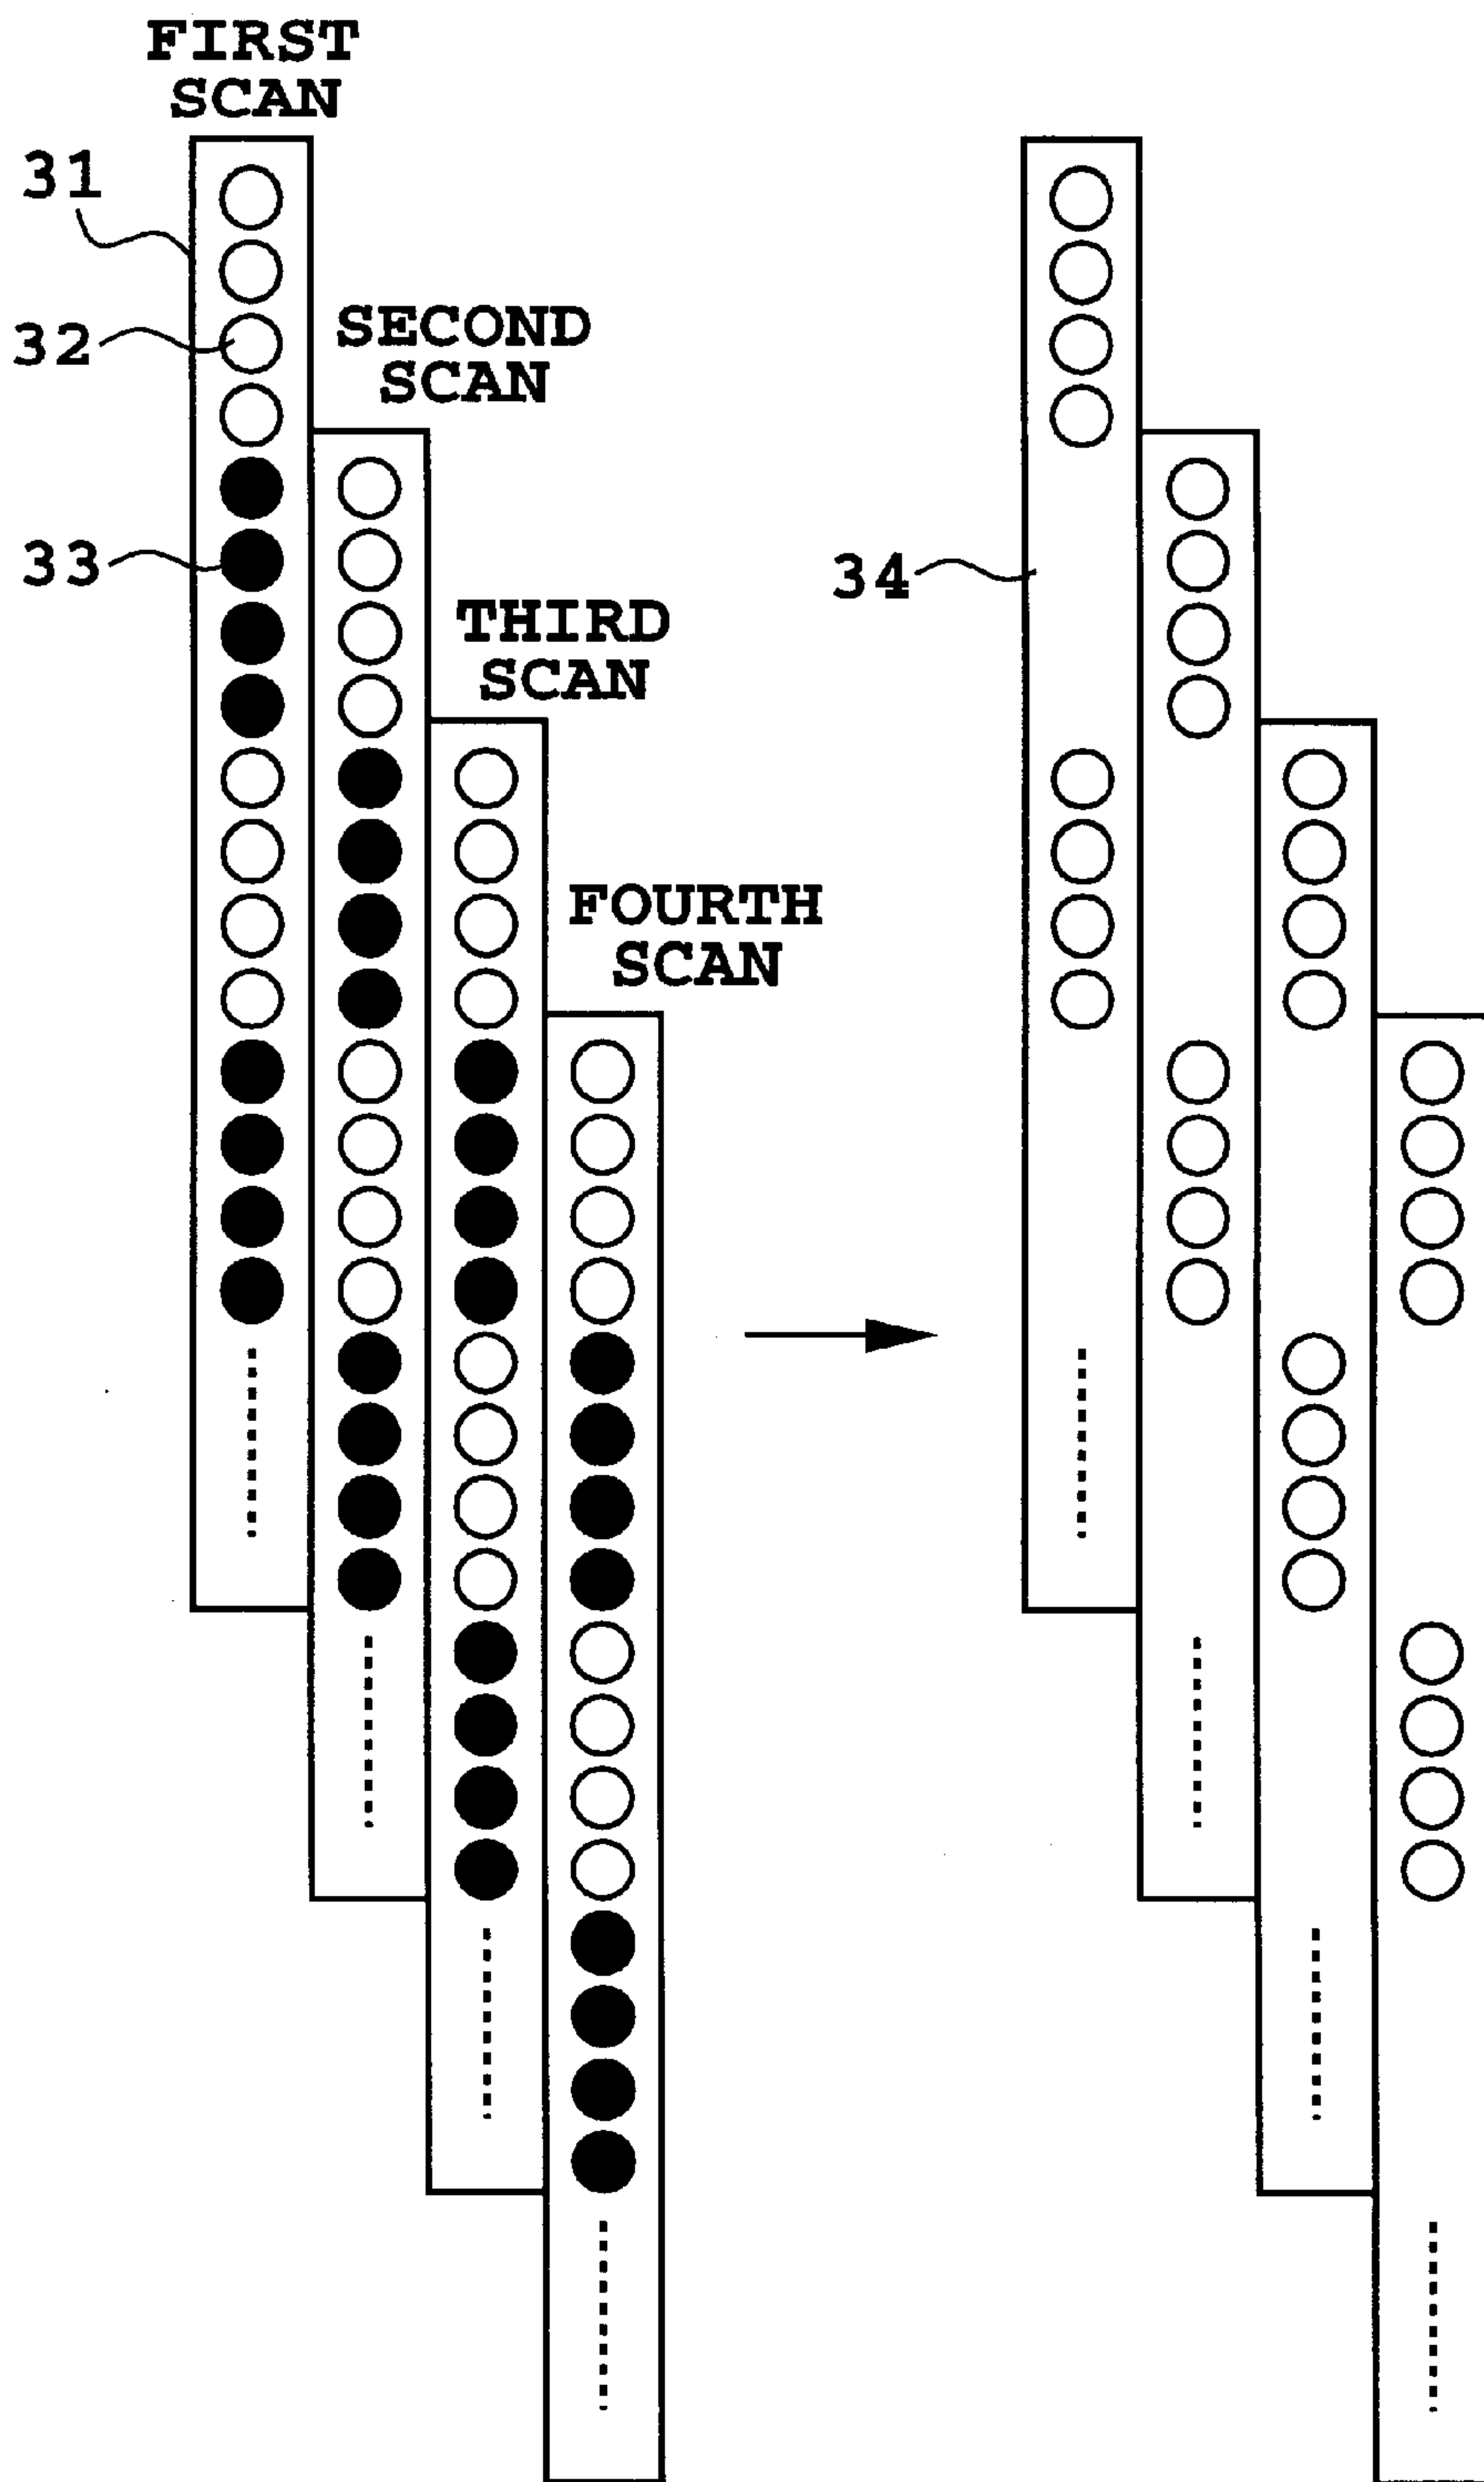 FIRST
SCAN
31
32
SECOND
SCAN
33
34
THIRD
SCAN
FOURTH
SCAN